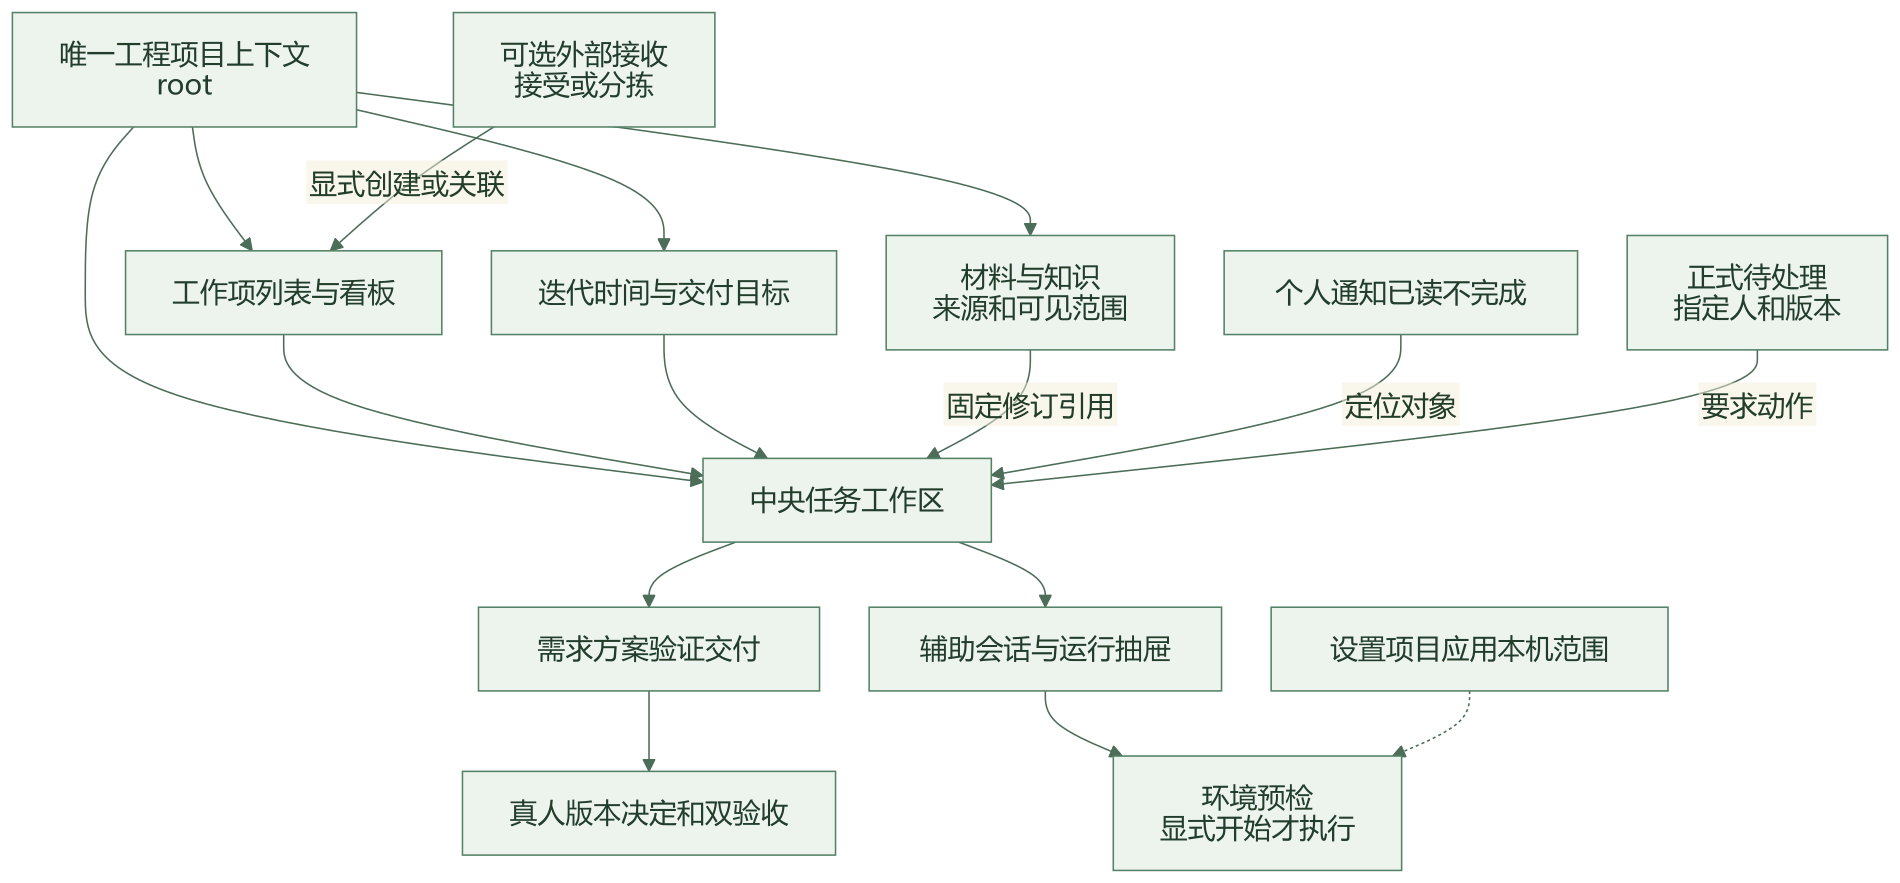 唯一工程项目上下文
root
可选外部接收
接受或分拣
显式创建或关联
工作项列表与看板
迭代时间与交付目标
材料与知识
来源和可见范围
个人通知已读不完成
正式待处理
指定人和版本
固定修订引用
定位对象
要求动作
中央任务工作区
需求方案验证交付
辅助会话与运行抽屉
设置项目应用本机范围
真人版本决定和双验收
环境预检
显式开始才执行